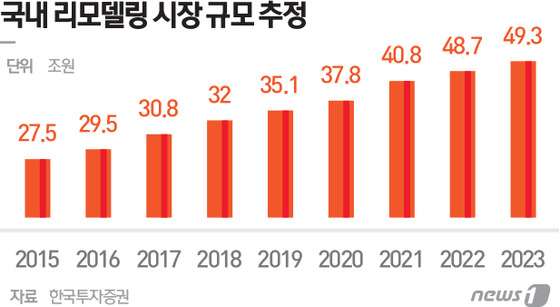 국내 리모델링 시장 규모 추정
단위 조원
27.5 29.5 30.8 32 35.1 37.8 40.8 48.7 49.3
2015 2016 2017 2018 2019 2020 2021 2022 2023
자료 한국투자증권
news1